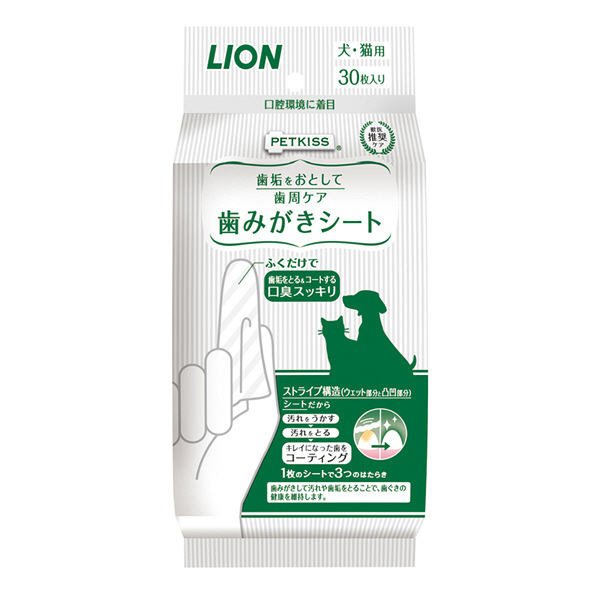 LION
犬・猫用
30枚入り
口腔環境に着目
PETKISS®
獣医
推奨
ケア
歯垢をおとして
歯周ケア
歯みがきシート
ふくだけで
歯垢をとる&コートする
口臭スッキリ
ストライプ構造(ウェット部分と凸凹部分)
シートだから
汚れをうかす
汚れをとる
キレイになった歯を
コーティング
1枚のシートで3つのはたらき
歯みがきして汚れや歯垢をとることで、歯ぐきの
健康を維持します。